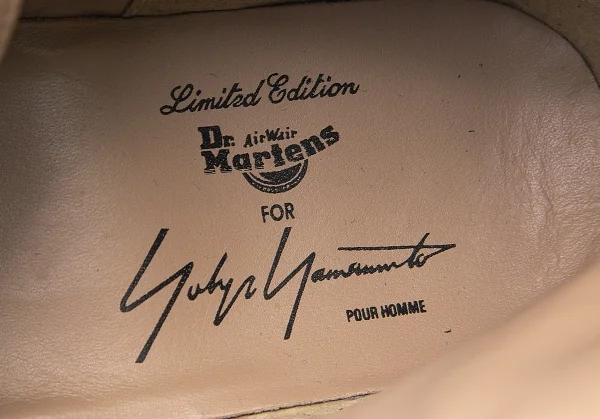 Limited Edition
Dr. AirWair
Martens
FOR
Yohji Yamamoto
POUR HOMME